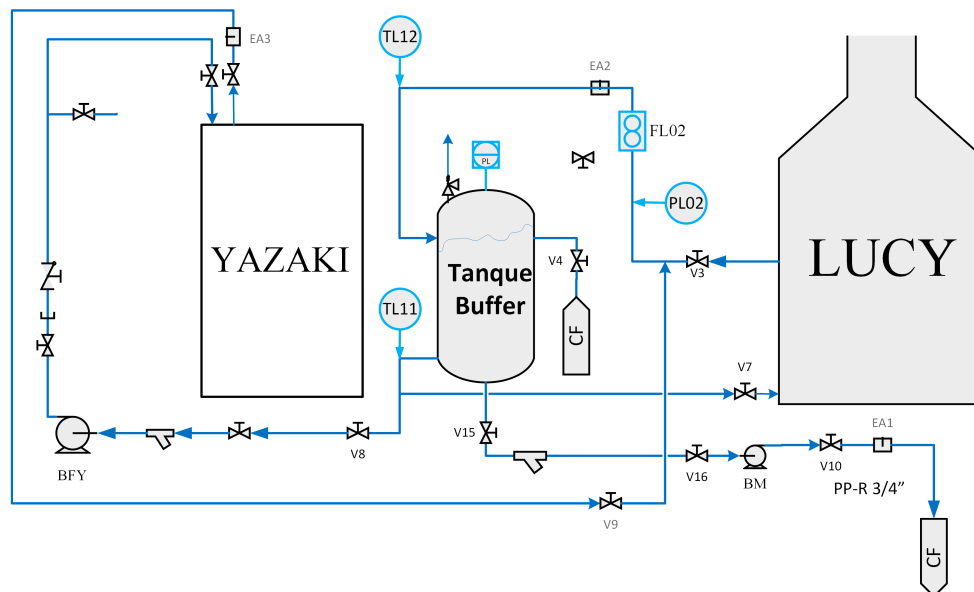 EA3
TL12
EA2
FL02
PL
PL02
YAZAKI
LUCY
V4
V3
Tanque
Buffer
TL11
CF
V7
V15
EA1
V8
BFY
V16
BM
V10
PP-R 3/4”
V9
CF